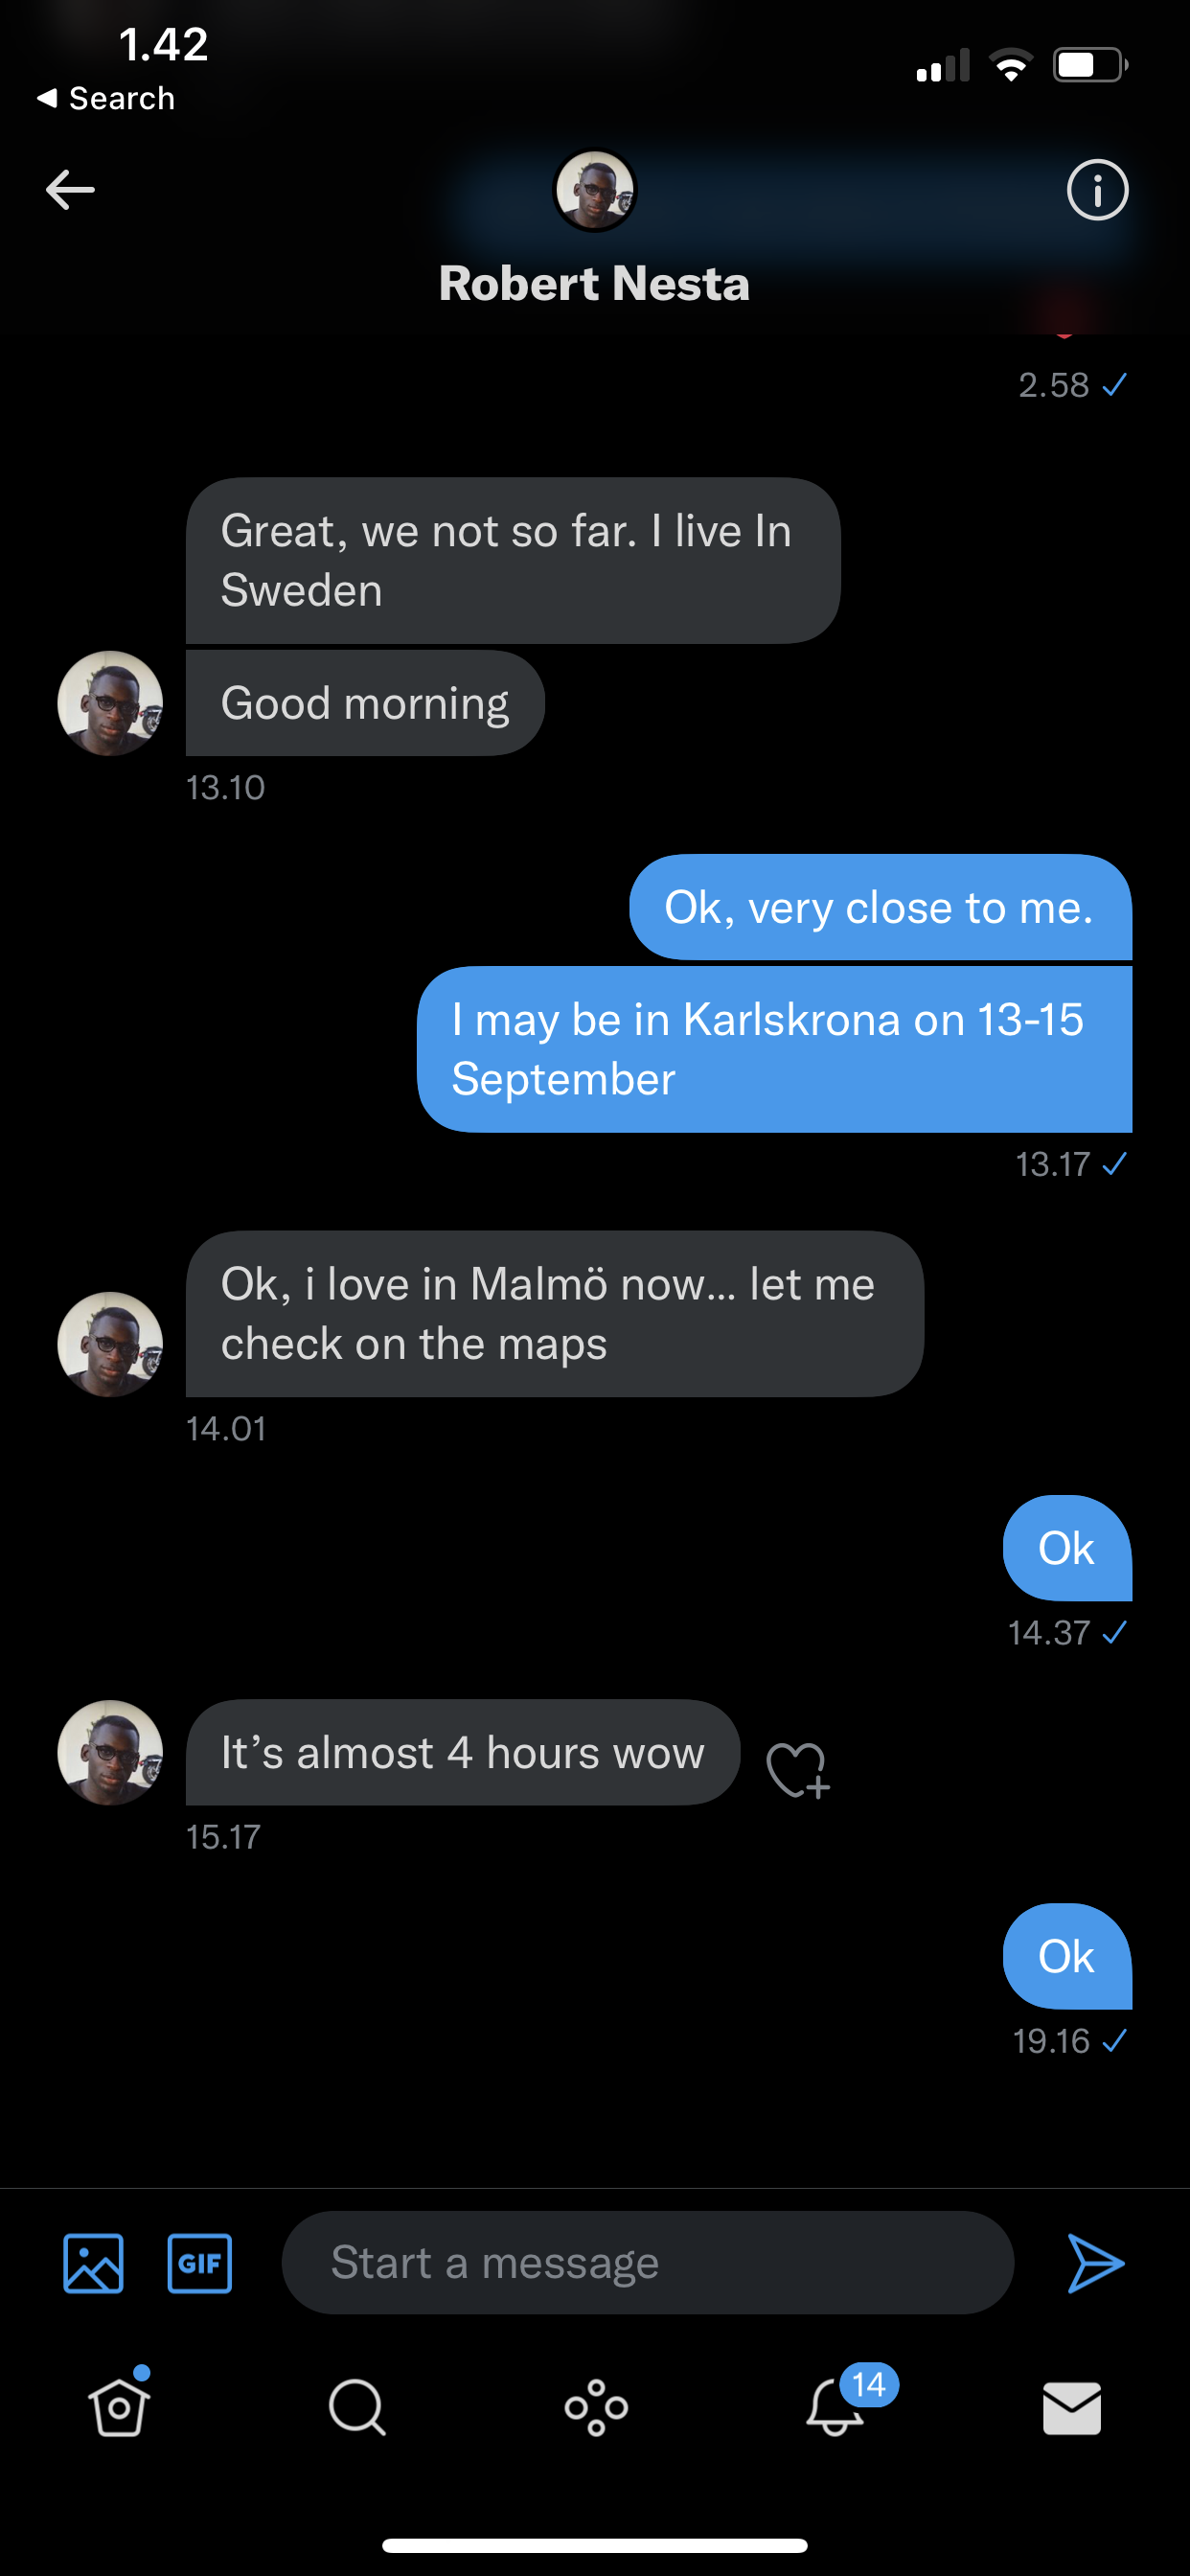 1.42
Search
Robert Nesta
2.58
Great, we not so far. I live In
Sweden
Good morning
13.10
Ok, very close to me.
I may be in Karlskrona on 13-15
September
13.17
Ok, i love in Malmö now... let me
check on the maps
14.01
Ok
14.37
It’s almost 4 hours wow
15.17
Ok
19.16
GIF
Start a message
14